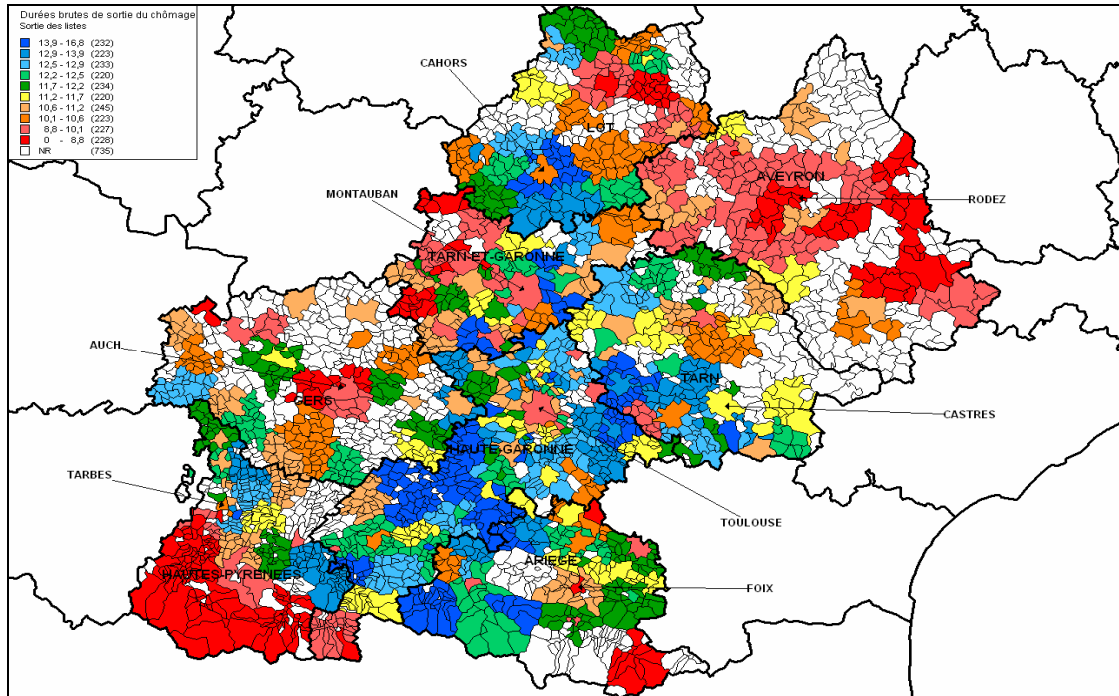 Durées brutes de sortie du chômage
Sortie des listes
13,9 - 16,8 (232)
12,9 - 13,9 (223)
12,5 - 12,9 (233)
12,2 - 12,5 (220)
11,7 - 12,2 (234)
11,2 - 11,7 (220)
10,6 - 11,2 (245)
10,1 - 10,6 (223)
8,8 - 10,1 (227)
0 - 8,8 (228)
NR (735)
CAHORS
LOT
AVEYRON
MONTAUBAN
RODEZ
TARN-ET-GARONNE
AUCH
GERS
TARN
CASTRES
HAUTE-GARONNE
TARBES
TOULOUSE
ARIEGE
HAUTES-PYRENEES
FOIX